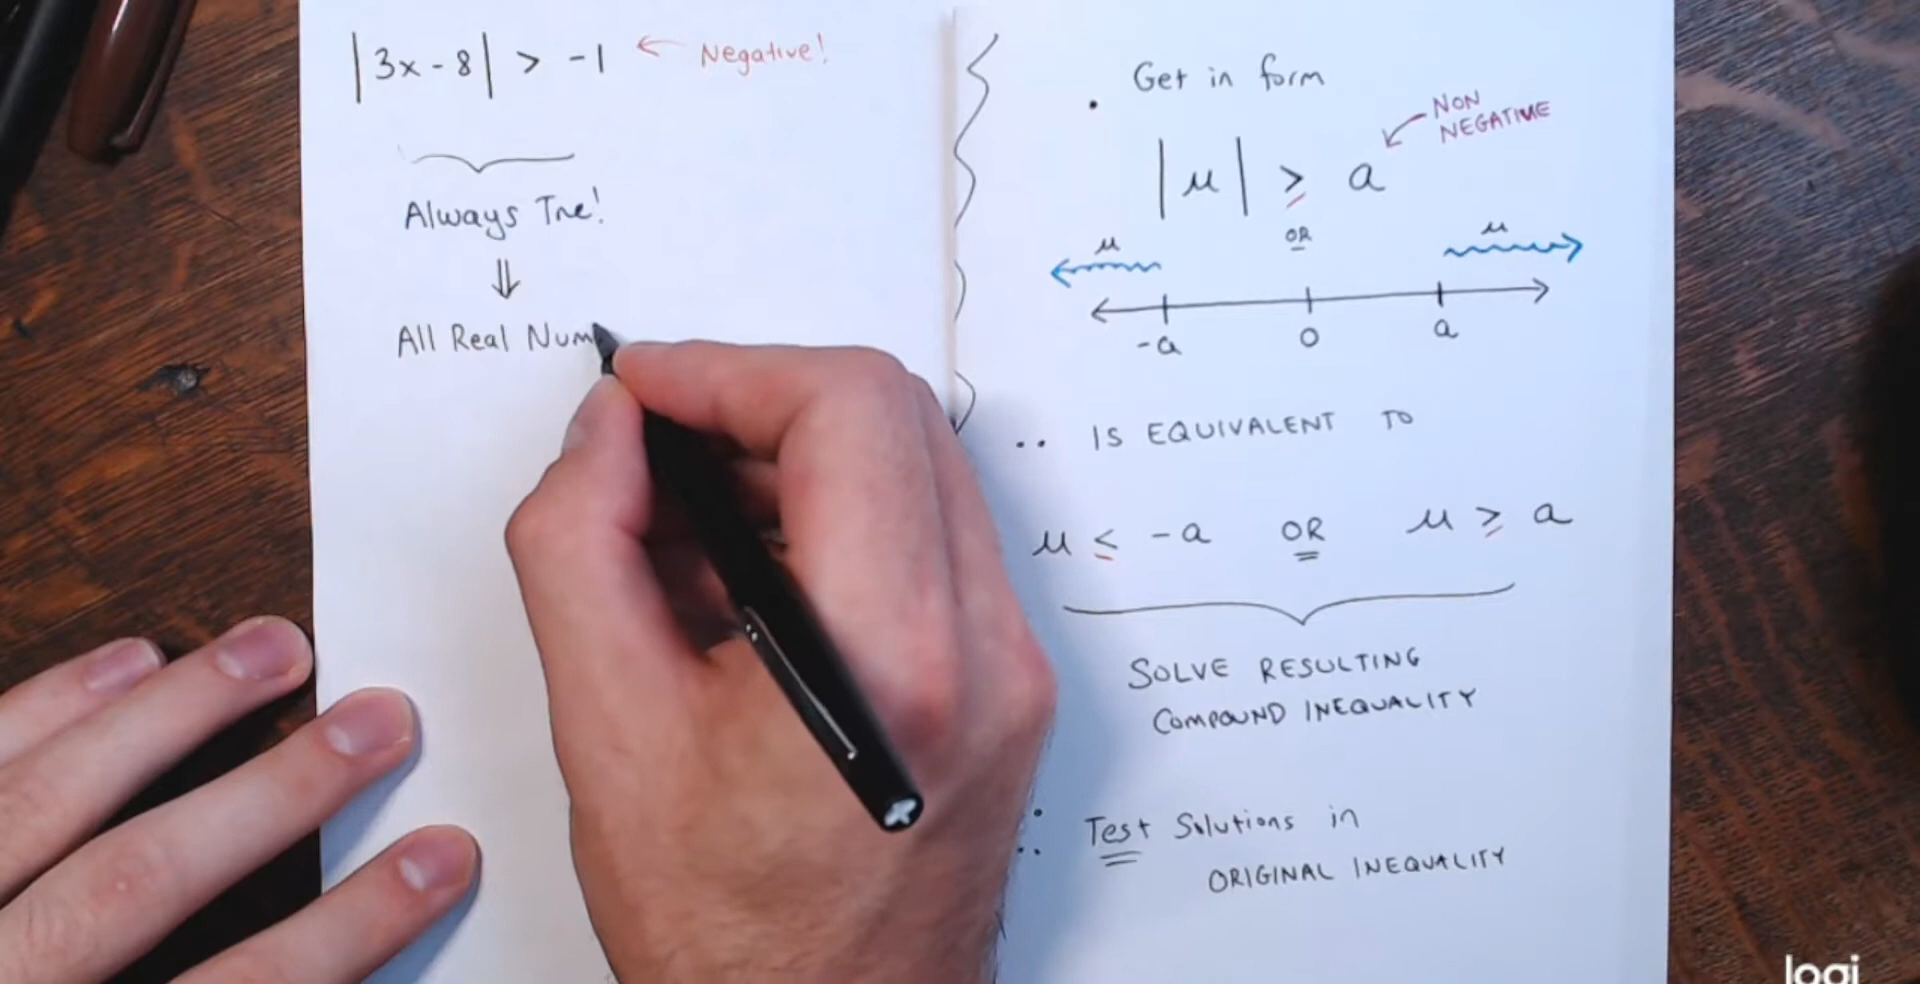 |3x - 8| > -1 ← Negative!
Always Tne!
⇓
All Real Num
• Get in form
|μ| ≥ a
NON
NEGATIVE
OR
μ μ
-a 0 a
•• IS EQUIVALENT TO
μ ≤ -a OR μ ≥ a
SOLVE RESULTING
COMPOUND INEQUALITY
Test Solutions in
ORIGINAL INEQUALITY
logi